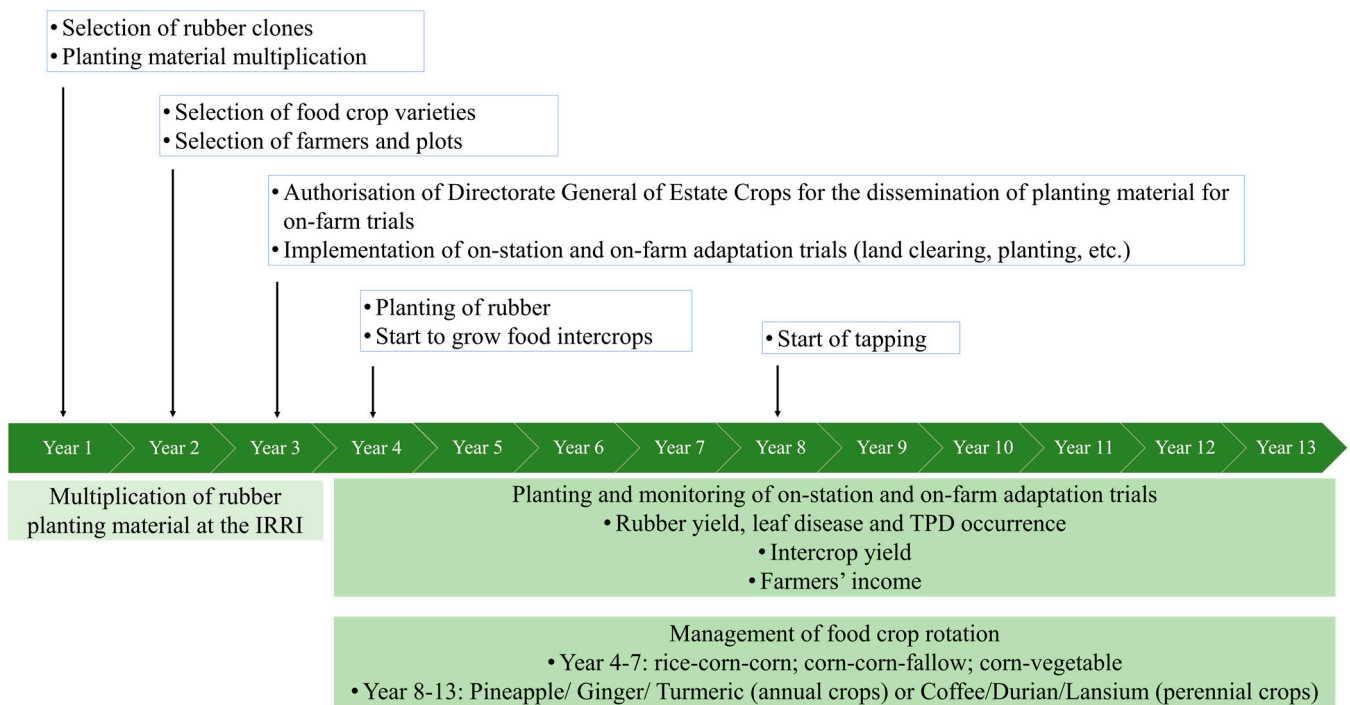 • Selection of rubber clones
• Planting material multiplication
• Selection of food crop varieties
• Selection of farmers and plots
• Authorisation of Directorate General of Estate Crops for the dissemination of planting material for
on-farm trials
• Implementation of on-station and on-farm adaptation trials (land clearing, planting, etc.)
• Planting of rubber
• Start to grow food intercrops
• Start of tapping
Year 1 Year 2 Year 3 Year 4 Year 5 Year 6 Year 7 Year 8 Year 9 Year 10 Year 11 Year 12 Year 13
Multiplication of rubber
planting material at the IRRI
Planting and monitoring of on-station and on-farm adaptation trials
• Rubber yield, leaf disease and TPD occurrence
• Intercrop yield
• Farmers’ income
Management of food crop rotation
• Year 4-7: rice-corn-corn; corn-corn-fallow; corn-vegetable
• Year 8-13: Pineapple/ Ginger/ Turmeric (annual crops) or Coffee/Durian/Lansium (perennial crops)